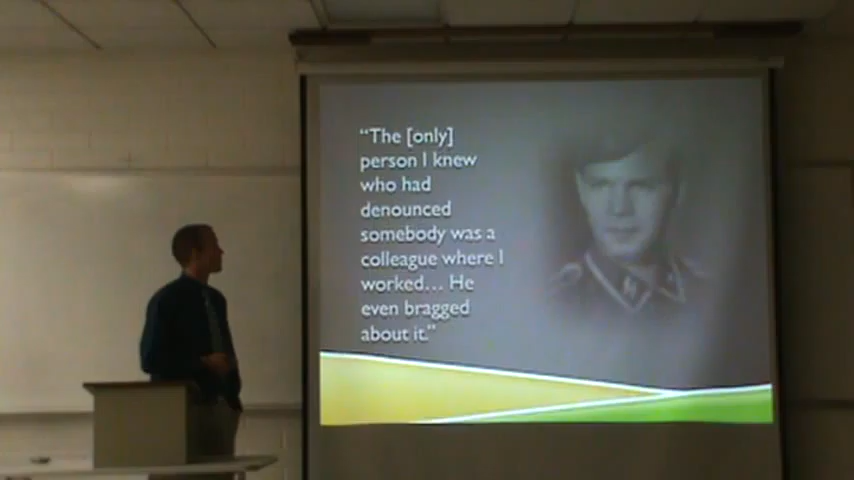 “The [only]
person I knew
who had
denounced
somebody was a
colleague where I
worked... He
even bragged
about it.”